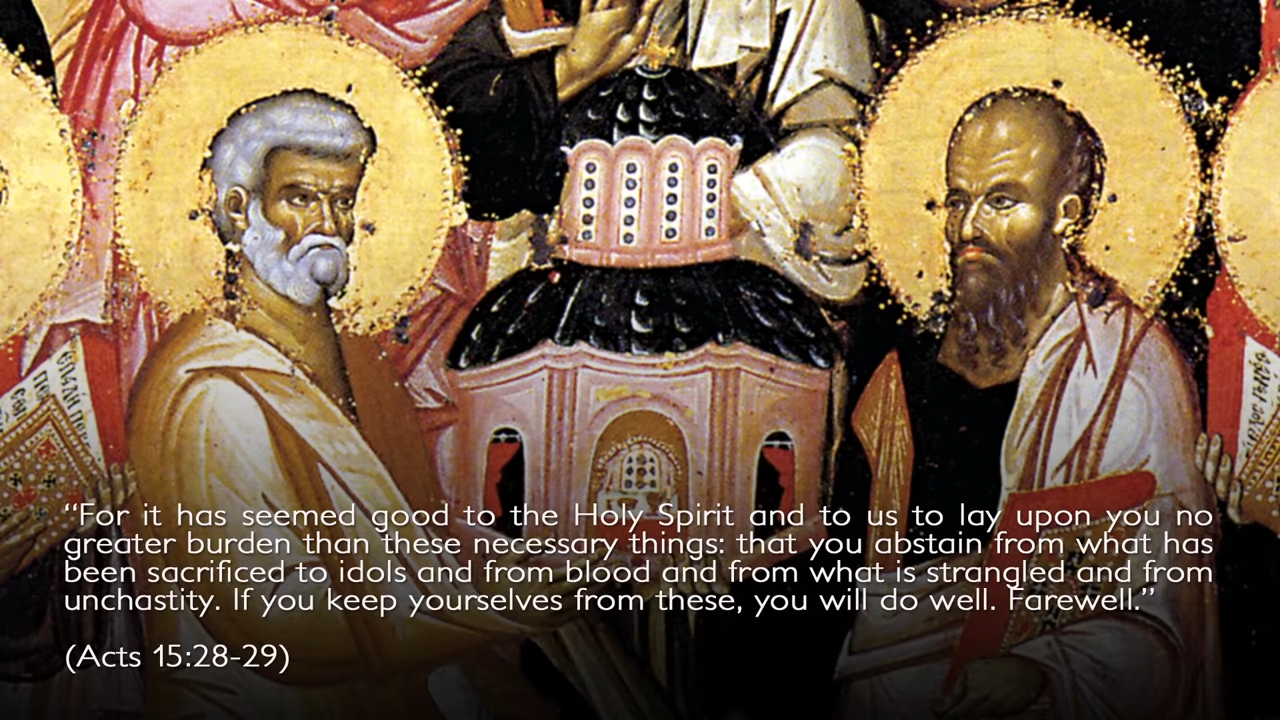 “For it has seemed good to the Holy Spirit and to us to lay upon you no
greater burden than these necessary things: that you abstain from what has
been sacrificed to idols and from blood and from what is strangled and from
unchastity. If you keep yourselves from these, you will do well. Farewell.”
(Acts 15:28-29)